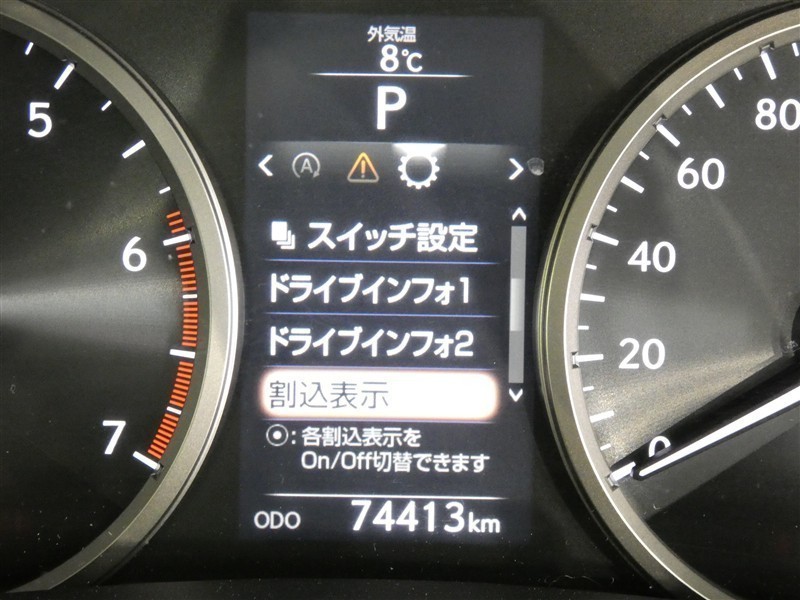 外気温
8℃
P
A
スイッチ設定
ドライブインフォ1
ドライブインフォ2
割込表示
⦿:各割込表示を
On/Off切替できます
ODO 74413km
5
6
7
80
60
40
20
0